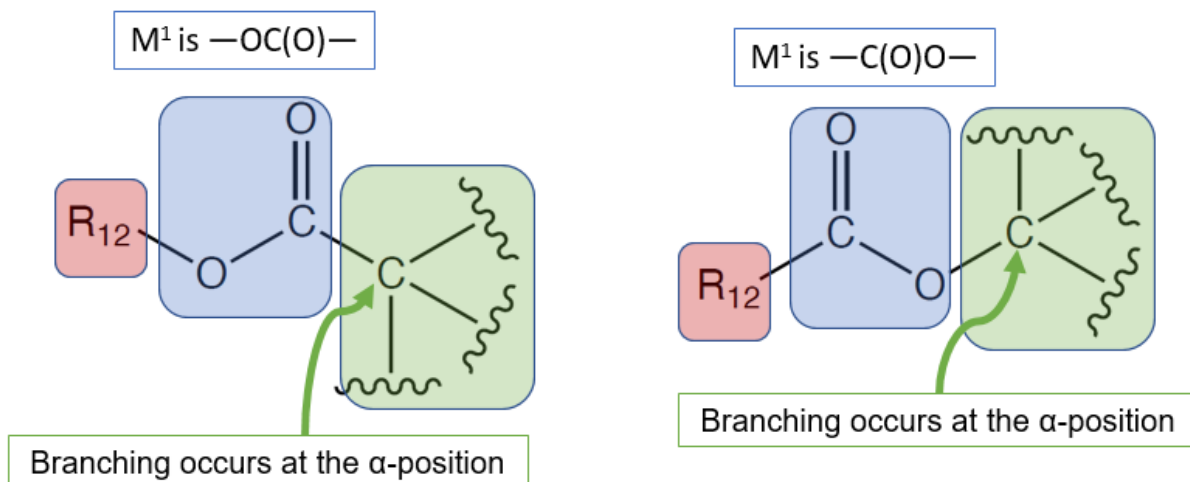 M¹ is —OC(O)—
M¹ is —C(O)O—
O
R₁₂
O
C
C
Branching occurs at the α-position
O
C
R₁₂
O
C
Branching occurs at the α-position